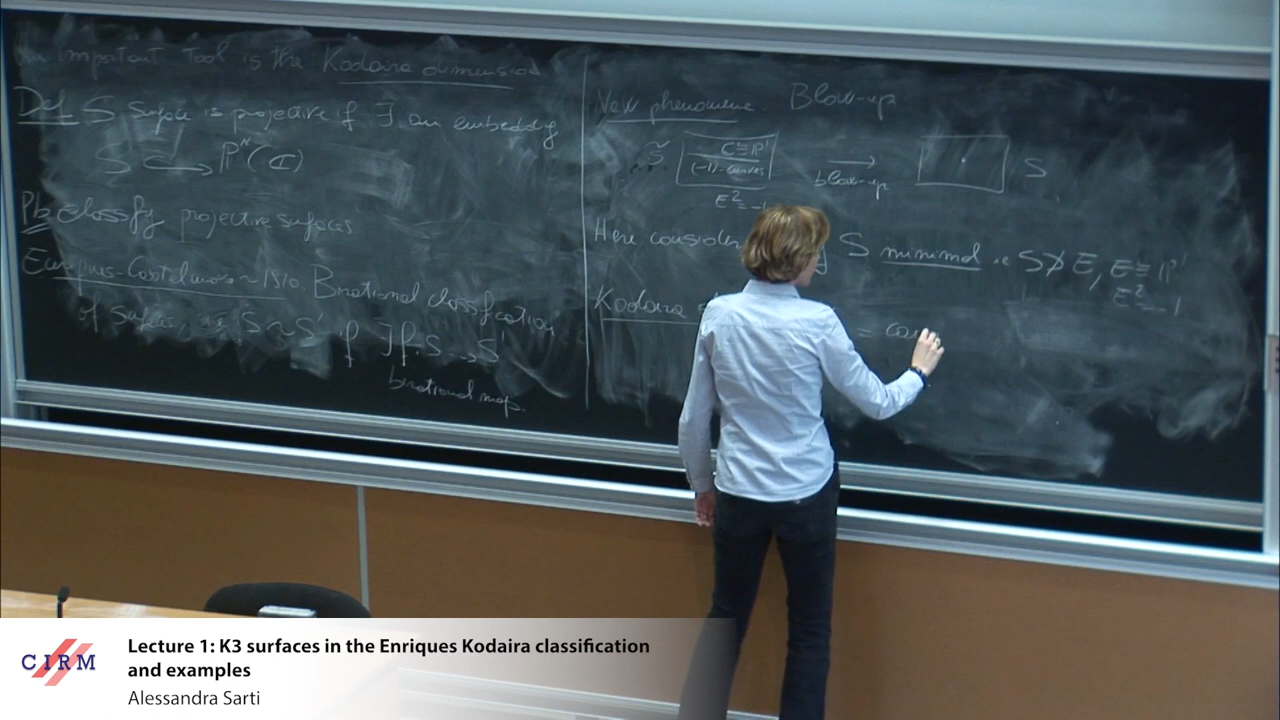 An important tool is the Kodaira dimension
Def S surface is projective if ∃ an embedding
S ↪ Pⁿ(C)
Pb classify projective surfaces
Enriques-Castelnuovo ~ 1910. Birational classification
of surfaces, S ~ S' if ∃ f: S S'
birational map.
New phenomene. Blow-up
S̃ C ≅ P¹
(-1)-curves
E² = -1
→
blow-up
S
Here consider S minimal i.e. S ⊅ E, E ≅ P¹
E² = -1
Kodaira
= can
CIRM
Lecture 1: K3 surfaces in the Enriques Kodaira classification
and examples
Alessandra Sarti